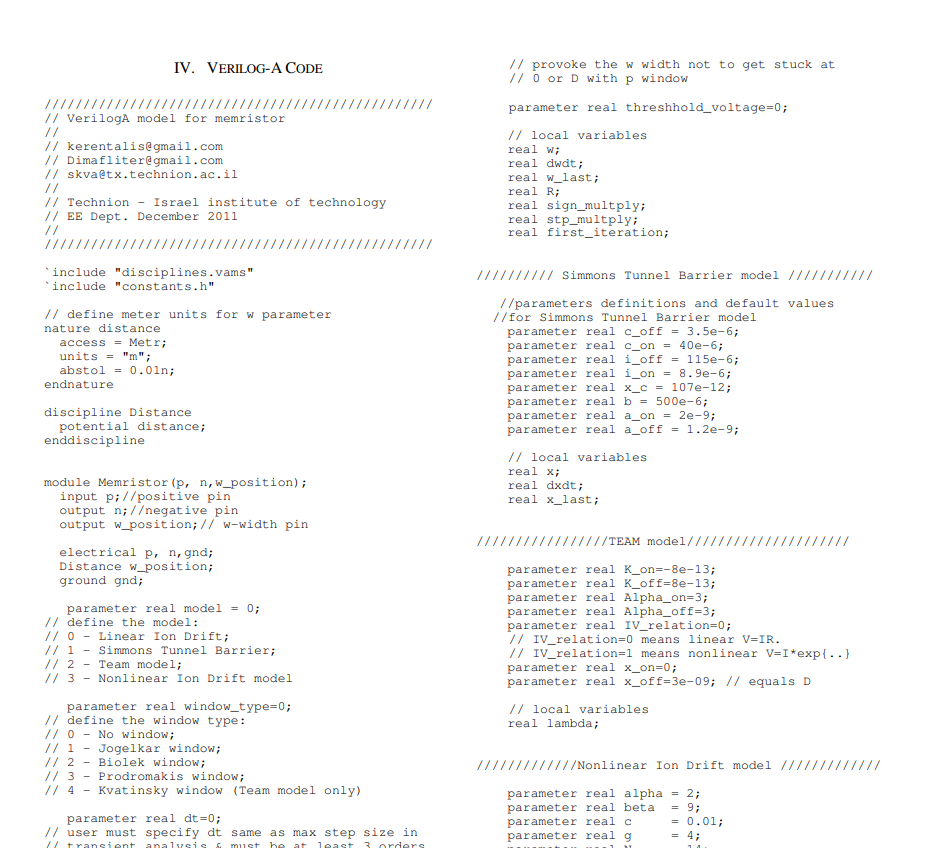 IV. VERILOG-A CODE
//////////////////////////////////////////////////
// VerilogA model for memristor
//
// kerentalis@gmail.com
// Dimafliter@gmail.com
// skva@tx.technion.ac.il
//
// Technion - Israel institute of technology
// EE Dept. December 2011
//
//////////////////////////////////////////////////
`include "disciplines.vams"
`include "constants.h"
// define meter units for w parameter
nature distance
access = Metr;
units = "m";
abstol = 0.01n;
endnature
discipline Distance
potential distance;
enddiscipline
module Memristor(p, n,w_position);
input p;//positive pin
output n;//negative pin
output w_position;// w-width pin
electrical p, n,gnd;
Distance w_position;
ground gnd;
parameter real model = 0;
// define the model:
// 0 - Linear Ion Drift;
// 1 - Simmons Tunnel Barrier;
// 2 - Team model;
// 3 - Nonlinear Ion Drift model
parameter real window_type=0;
// define the window type:
// 0 - No window;
// 1 - Jogelkar window;
// 2 - Biolek window;
// 3 - Prodromakis window;
// 4 - Kvatinsky window (Team model only)
parameter real dt=0;
// user must specify dt same as max step size in
// transient analysis & must be at least 3 orders
// provoke the w width not to get stuck at
// 0 or D with p window
parameter real threshhold_voltage=0;
// local variables
real w;
real dwdt;
real w_last;
real R;
real sign_multply;
real stp_multply;
real first_iteration;
////////// Simmons Tunnel Barrier model ///////////
//parameters definitions and default values
//for Simmons Tunnel Barrier model
parameter real c_off = 3.5e-6;
parameter real c_on = 40e-6;
parameter real i_off = 115e-6;
parameter real i_on = 8.9e-6;
parameter real x_c = 107e-12;
parameter real b = 500e-6;
parameter real a_on = 2e-9;
parameter real a_off = 1.2e-9;
// local variables
real x;
real dxdt;
real x_last;
/////////////////TEAM model/////////////////////
parameter real K_on=-8e-13;
parameter real K_off=8e-13;
parameter real Alpha_on=3;
parameter real Alpha_off=3;
parameter real IV_relation=0;
// IV_relation=0 means linear V=IR.
// IV_relation=1 means nonlinear V=I*exp{..}
parameter real x_on=0;
parameter real x_off=3e-09; // equals D
// local variables
real lambda;
/////////////Nonlinear Ion Drift model /////////////
parameter real alpha = 2;
parameter real beta = 9;
parameter real c = 0.01;
parameter real g = 4;